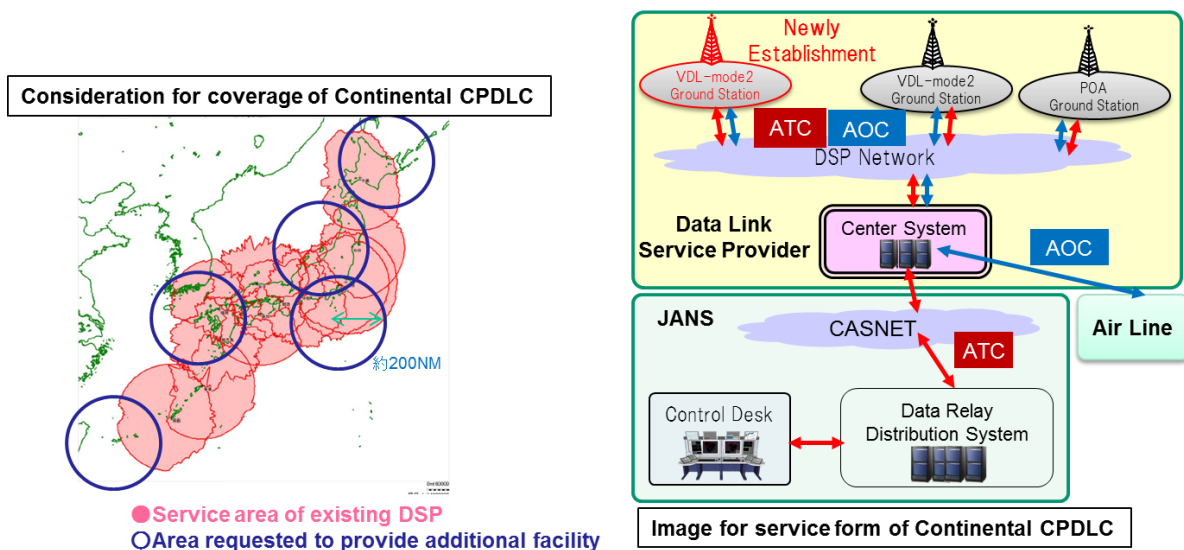 Consideration for coverage of Continental CPDLC
約200NM
Service area of existing DSP
Area requested to provide additional facility
Newly
Establishment
VDL-mode2
Ground Station
VDL-mode2
Ground Station
POA
Ground Station
ATC
AOC
DSP Network
Data Link
Service Provider
Center System
AOC
JANS
CASNET
Air Line
ATC
Control Desk
Data Relay
Distribution System
Image for service form of Continental CPDLC